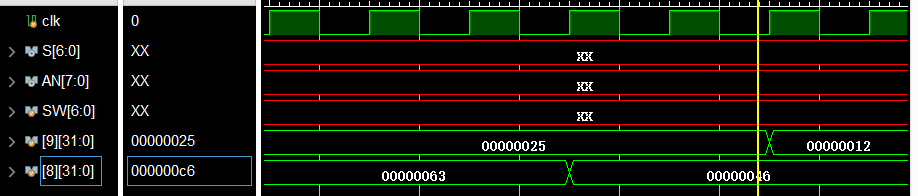 clk 0
S[6:0] XX XX
AN[7:0] XX XX
SW[6:0] XX XX
[9][31:0] 00000025 00000025 00000012
[8][31:0] 000000c6 00000063 000000c6